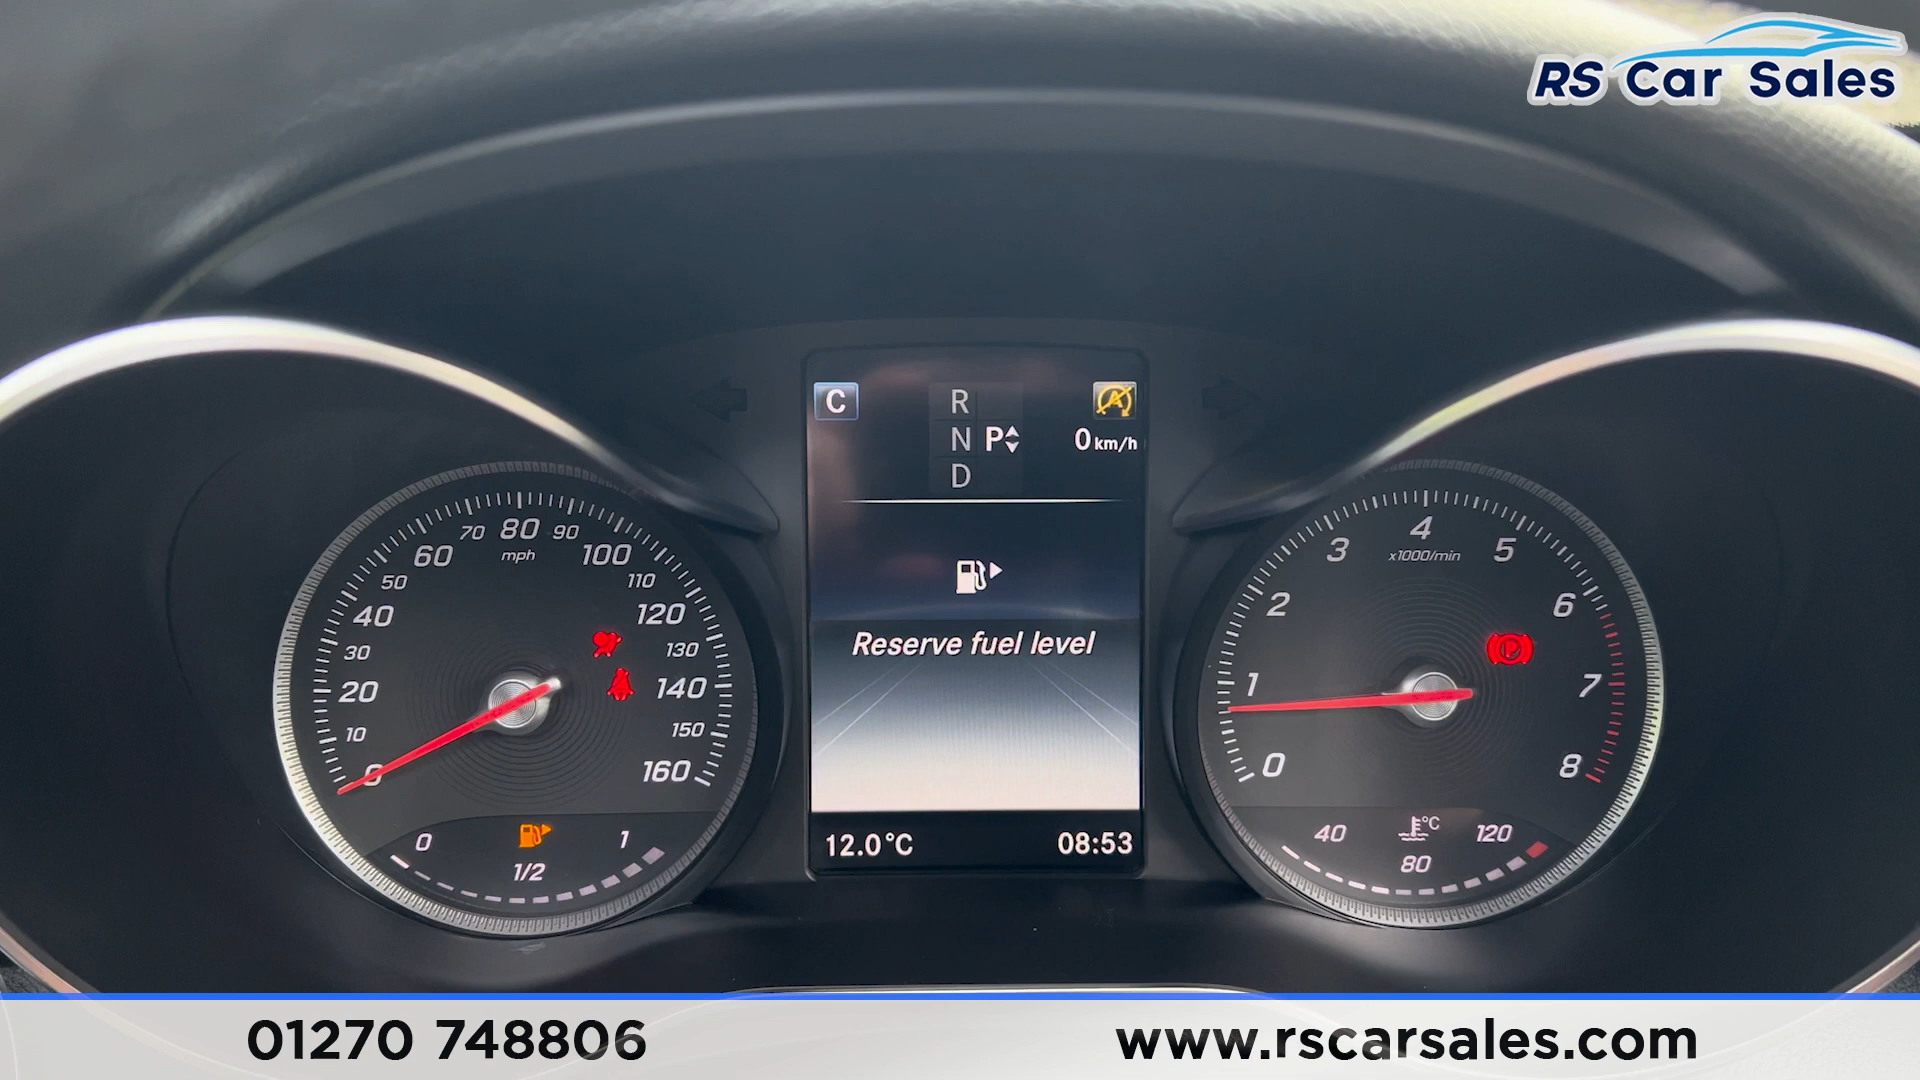 RS Car Sales
C
R
N P
D
0 km/h
Reserve fuel level
12.0°C
08:53
0
10
20
30
40
50
60
70
80
90
100
110
120
130
140
150
160
mph
0
1/2
1
0
1
2
3
4
5
6
7
8
x1000/min
P
40
°C
80
120
01270 748806
www.rscarsales.com